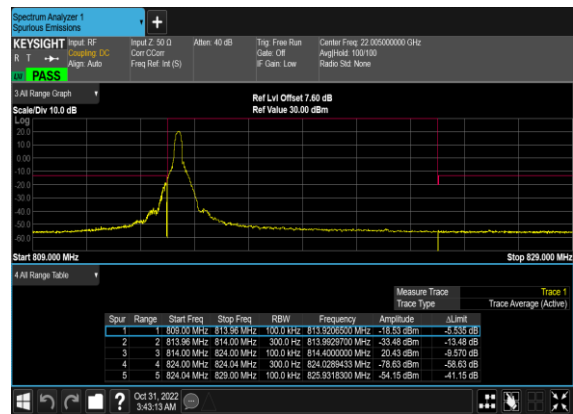 Spectrum Analyzer 1
Spurious Emissions
KEYSIGHT Input: RF Input Z: 50 Ω Atten: 40 dB Trig: Free Run Center Freq: 22.005000000 GHz
R T Coupling: DC Corr CCorr Gate: Off Avg|Hold: 100/100
Align: Auto Freq Ref: Int (S) IF Gain: Low Radio Std: None
LW PASS
3 All Range Graph
Ref Lvl Offset 7.60 dB
Scale/Div 10.0 dB Ref Value 30.00 dBm
Log
20.0
10.0
0.00
-10.0
-20.0
-30.0
-40.0
-50.0
-60.0
Start 809.000 MHz Stop 829.000 MHz
4 All Range Table
Measure Trace Trace 1
Trace Type Trace Average (Active)
Spur Range Start Freq Stop Freq RBW Frequency Amplitude ΔLimit
1 1 809.00 MHz 813.96 MHz 100.0 kHz 813.9206500 MHz -18.53 dBm -5.535 dB
2 2 813.96 MHz 814.00 MHz 300.0 Hz 813.9929700 MHz -33.48 dBm -13.48 dB
3 3 814.00 MHz 824.00 MHz 100.0 kHz 814.4000000 MHz 20.43 dBm -9.570 dB
4 4 824.00 MHz 824.04 MHz 300.0 Hz 824.0289433 MHz -78.63 dBm -58.63 dB
5 5 824.04 MHz 829.00 MHz 100.0 kHz 825.9318300 MHz -54.15 dBm -41.15 dB
? Oct 31, 2022
3:43:13 AM